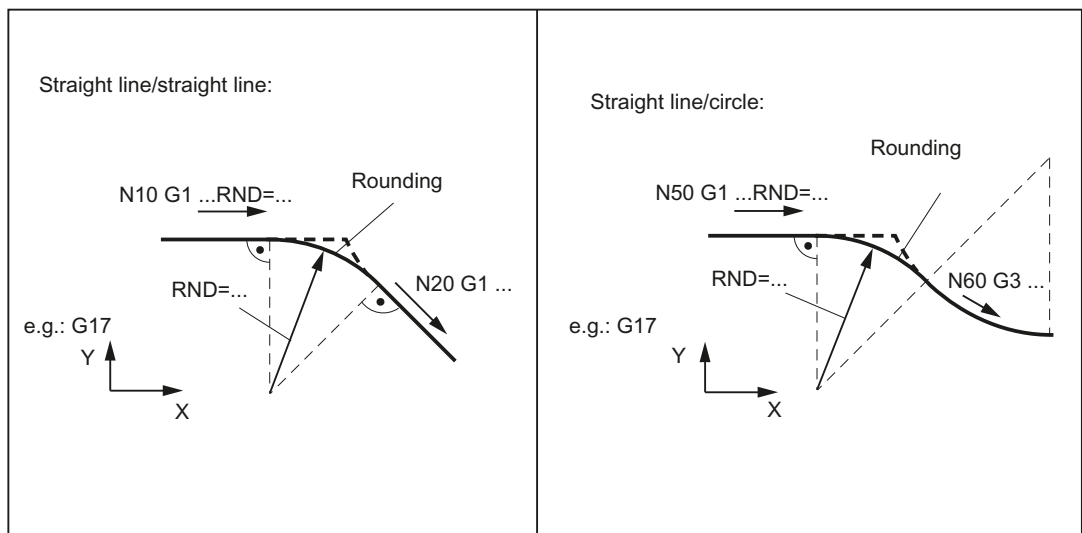 Straight line/straight line:
N10 G1 ...RND=...
Rounding
RND=...
N20 G1 ...
e.g.: G17
Y
X
Straight line/circle:
Rounding
N50 G1 ...RND=...
RND=...
N60 G3 ...
e.g.: G17
Y
X